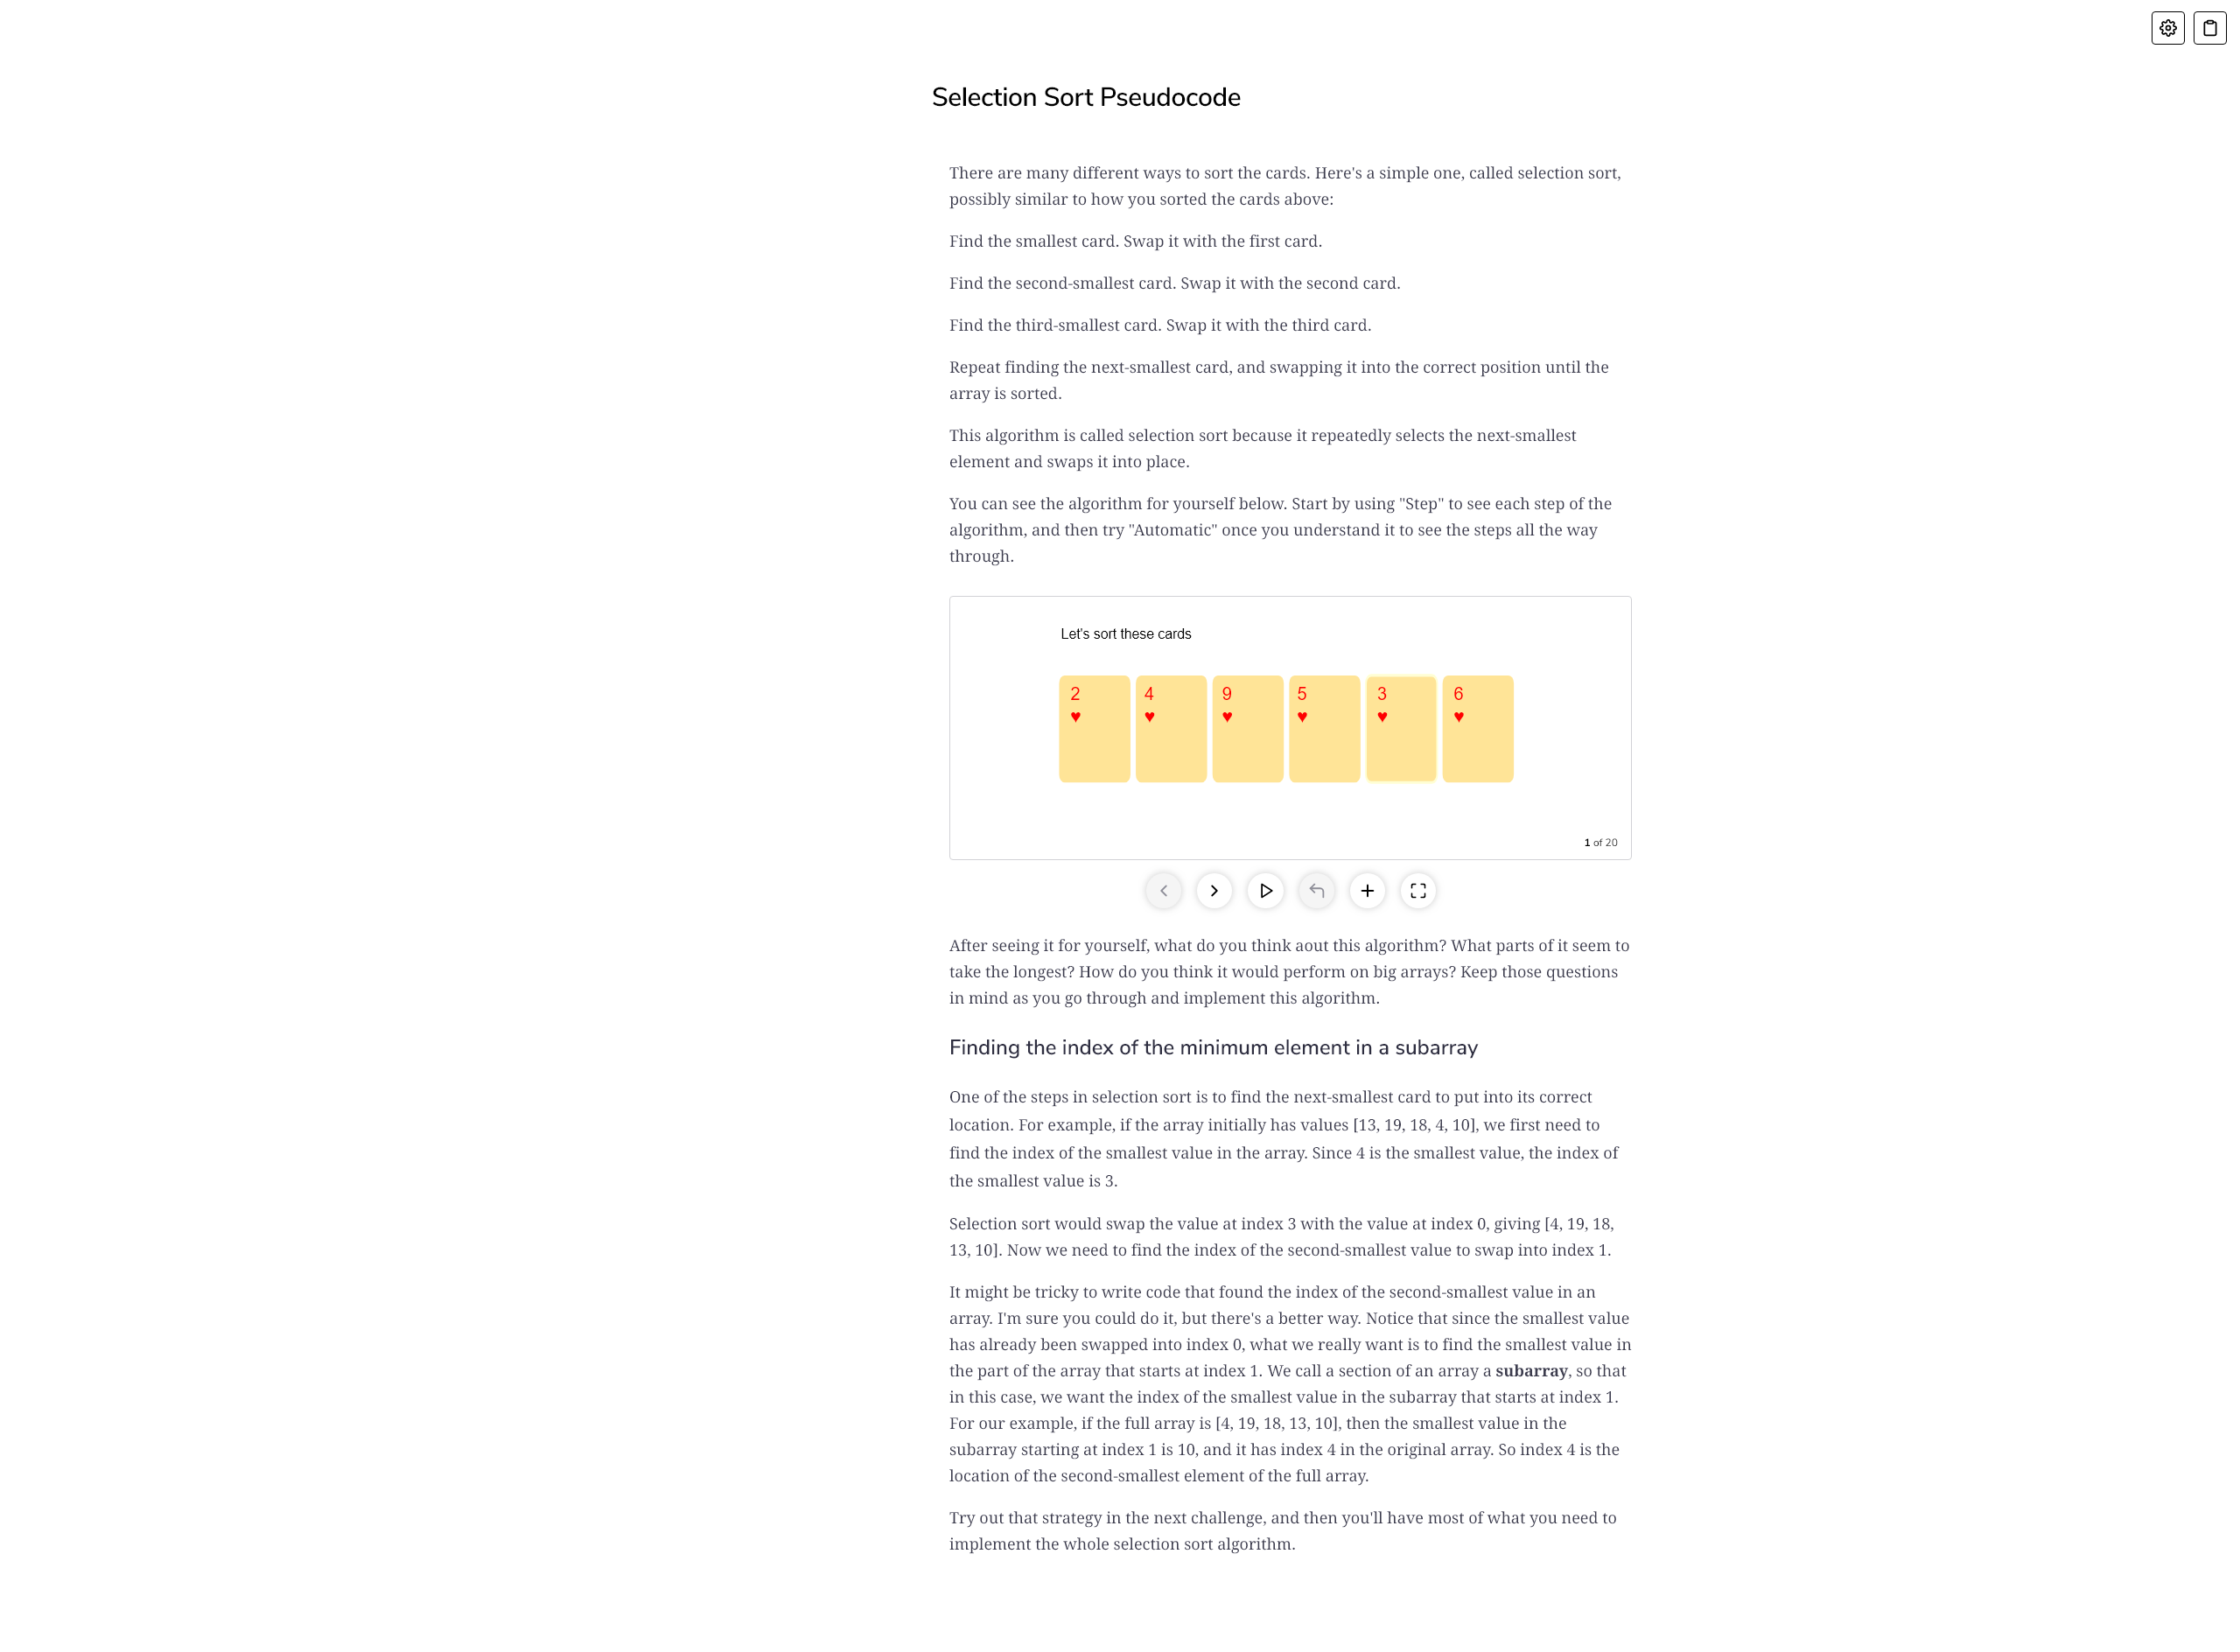 Selection Sort Pseudocode
There are many different ways to sort the cards. Here's a simple one, called selection sort,
possibly similar to how you sorted the cards above:
Find the smallest card. Swap it with the first card.
Find the second-smallest card. Swap it with the second card.
Find the third-smallest card. Swap it with the third card.
Repeat finding the next-smallest card, and swapping it into the correct position until the
array is sorted.
This algorithm is called selection sort because it repeatedly selects the next-smallest
element and swaps it into place.
You can see the algorithm for yourself below. Start by using "Step" to see each step of the
algorithm, and then try "Automatic" once you understand it to see the steps all the way
through.
Let's sort these cards
2 4 9 5 3 6
♥ ♥ ♥ ♥ ♥ ♥
1 of 20
After seeing it for yourself, what do you think aout this algorithm? What parts of it seem to
take the longest? How do you think it would perform on big arrays? Keep those questions
in mind as you go through and implement this algorithm.
Finding the index of the minimum element in a subarray
One of the steps in selection sort is to find the next-smallest card to put into its correct
location. For example, if the array initially has values [13, 19, 18, 4, 10], we first need to
find the index of the smallest value in the array. Since 4 is the smallest value, the index of
the smallest value is 3.
Selection sort would swap the value at index 3 with the value at index 0, giving [4, 19, 18,
13, 10]. Now we need to find the index of the second-smallest value to swap into index 1.
It might be tricky to write code that found the index of the second-smallest value in an
array. I'm sure you could do it, but there's a better way. Notice that since the smallest value
has already been swapped into index 0, what we really want is to find the smallest value in
the part of the array that starts at index 1. We call a section of an array a subarray, so that
in this case, we want the index of the smallest value in the subarray that starts at index 1.
For our example, if the full array is [4, 19, 18, 13, 10], then the smallest value in the
subarray starting at index 1 is 10, and it has index 4 in the original array. So index 4 is the
location of the second-smallest element of the full array.
Try out that strategy in the next challenge, and then you'll have most of what you need to
implement the whole selection sort algorithm.